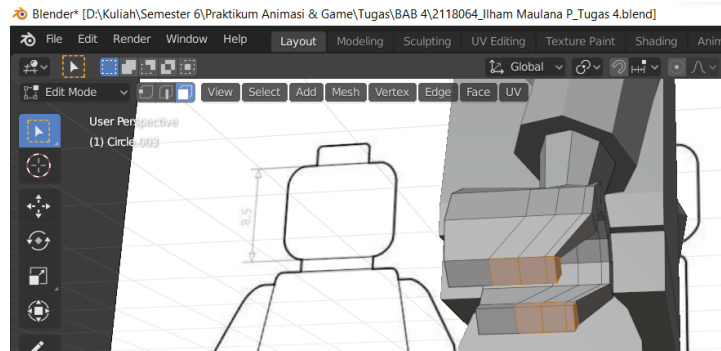 Blender* [D:\Kuliah\Semester 6\Praktikum Animasi & Game\Tugas\BAB 4\2118064_Ilham Maulana P_Tugas 4.blend]
File Edit Render Window Help Layout Modeling Sculpting UV Editing Texture Paint Shading Anim
Global
Edit Mode View Select Add Mesh Vertex Edge Face UV
User Perspective
(1) Circle.003
8.5